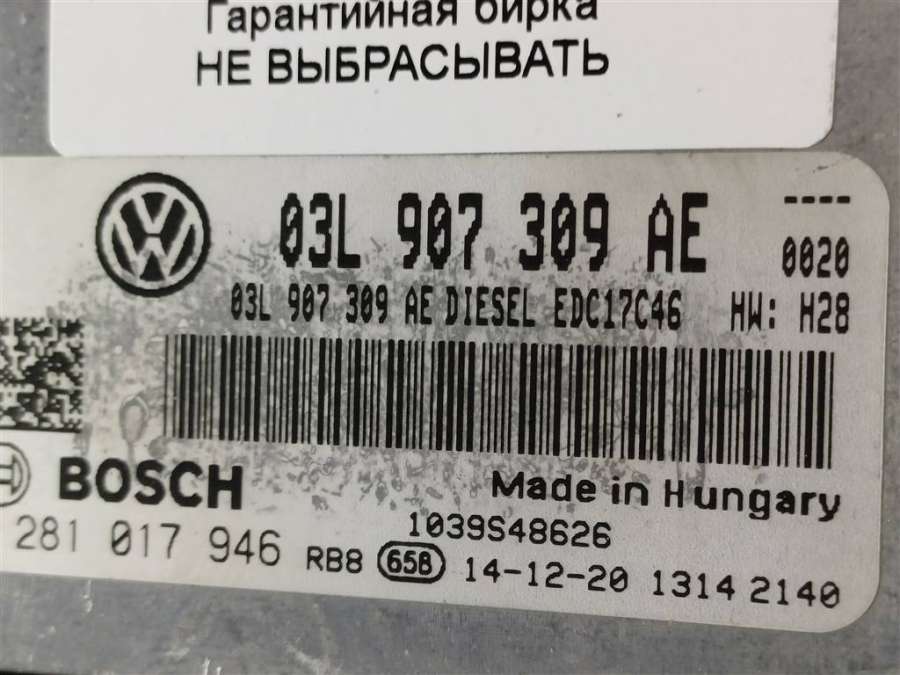 Гарантийная бирка
НЕ ВЫБРАСЫВАТЬ
03L 907 309 AE
----
0020
03L 907 309 AE DIESEL EDC17C46 HW: H28
BOSCH
Made in Hungary
1039S48626
281 017 946 RB8 658 14-12-20 1314 2140